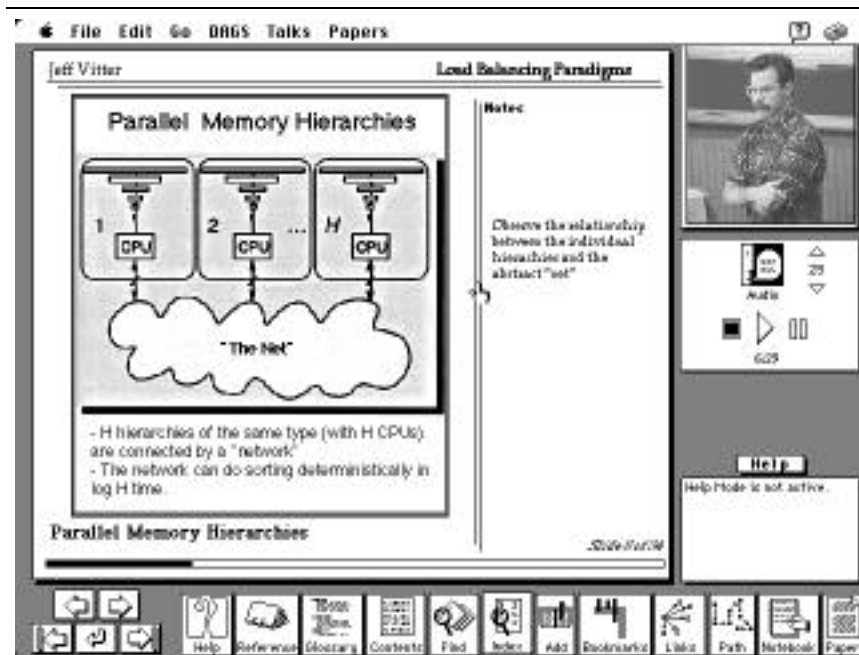 File Edit Go DAGS Talks Papers
Jeff Vitter
Load Balancing Paradigms
Parallel Memory Hierarchies
1
2
...
H
CPU
CPU
CPU
"The Net"
- H hierarchies of the same type (with H CPUs)
are connected by a "network"
- The network can do sorting deterministically in
log H time.
Notes
Observe the relationship
between the individual
hierarchies and the
abstract "net"
Parallel Memory Hierarchies
Audio
Help
Help Mode is not active.
Help
Reference
Glossary
Contents
Find
Index
Add
Bookmarks
Links
Path
Notebook
Paper